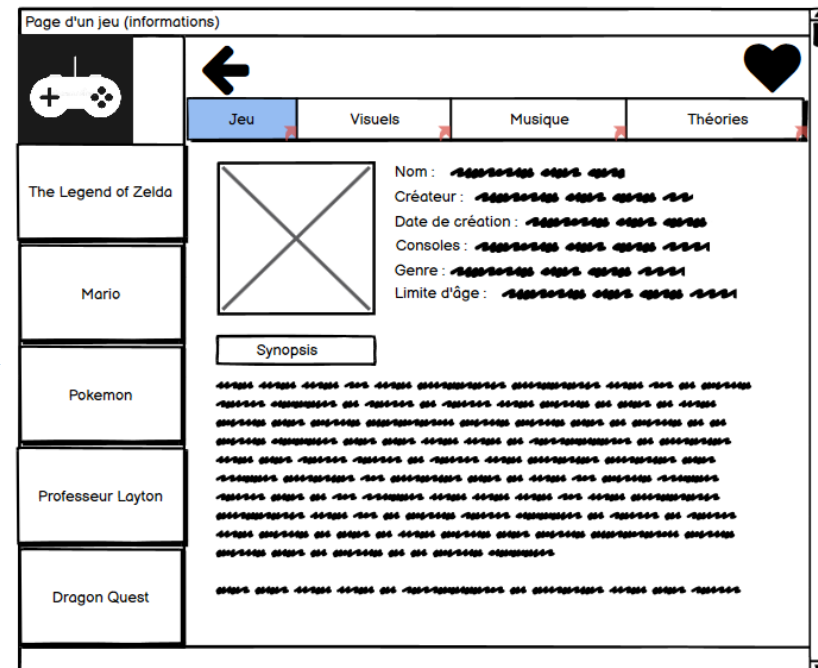 Page d'un jeu (informations)
Jeu
Visuels
Musique
Théories
The Legend of Zelda
Mario
Pokemon
Professeur Layton
Dragon Quest
Nom :
Créateur :
Date de création :
Consoles :
Genre :
Limite d'âge :
Synopsis